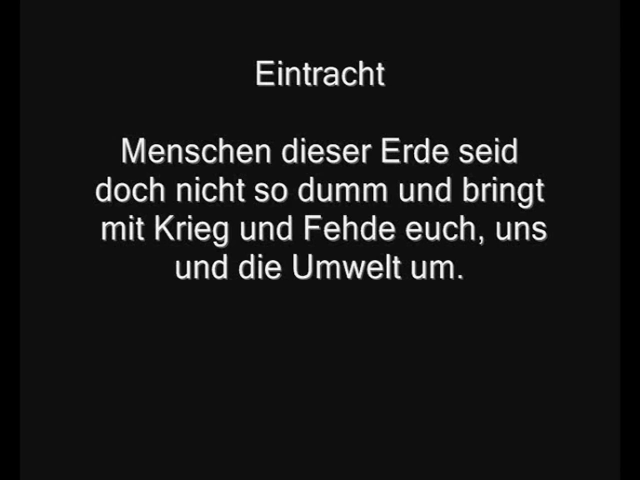 Eintracht
Menschen dieser Erde seid
doch nicht so dumm und bringt
mit Krieg und Fehde euch, uns
und die Umwelt um.